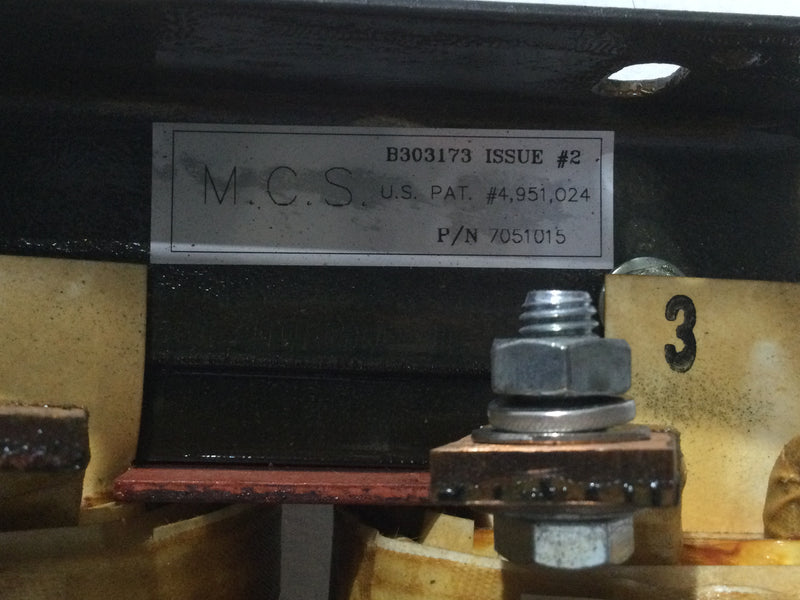 B303173 ISSUE #2
M.C.S. U.S. PAT. #4,951,024
P/N 7051015
3